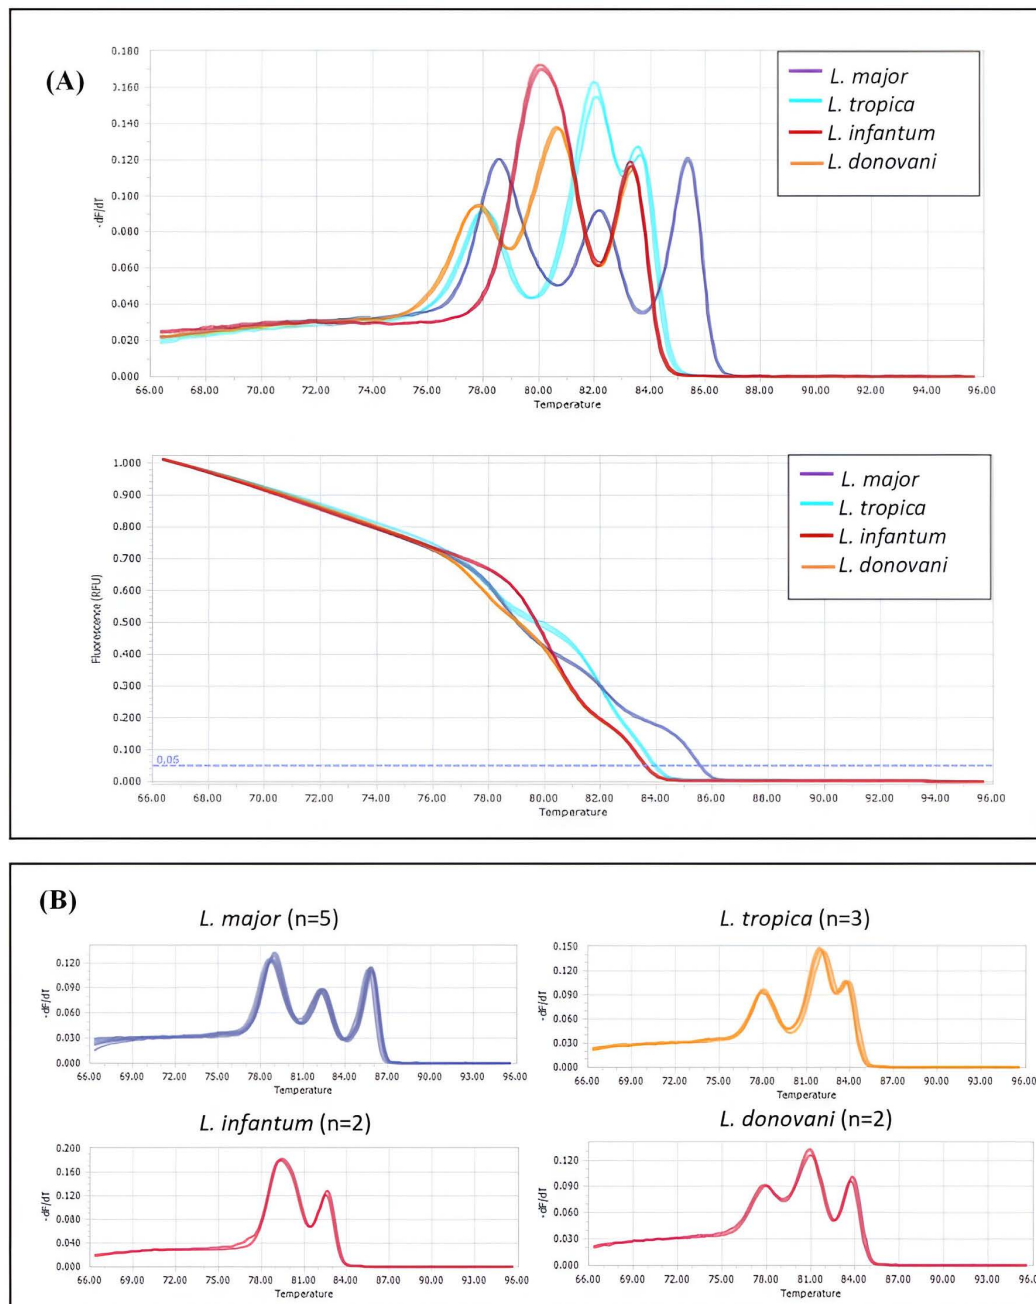 (A)
0.180
0.160
0.140
0.120
0.100
0.080
0.060
0.040
0.020
0.000
-dF/dT
66.00 68.00 70.00 72.00 74.00 76.00 78.00 80.00 82.00 84.00 86.00 88.00 90.00 92.00 94.00 96.00
Temperature
L. major
L. tropica
L. infantum
L. donovani
1.000
0.900
0.800
0.700
0.600
0.500
0.400
0.300
0.200
0.100
0.000
Fluorescence (RFU)
0.05
66.00 68.00 70.00 72.00 74.00 76.00 78.00 80.00 82.00 84.00 86.00 88.00 90.00 92.00 94.00 96.00
Temperature
L. major
L. tropica
L. infantum
L. donovani
(B)
L. major (n=5)
0.120
0.090
0.060
0.030
0.000
-dF/dT
66.00 69.00 72.00 75.00 78.00 81.00 84.00 87.00 90.00 93.00 96.00
Temperature
L. tropica (n=3)
0.150
0.120
0.090
0.060
0.030
0.000
-dF/dT
66.00 69.00 72.00 75.00 78.00 81.00 84.00 87.00 90.00 93.00 96.00
Temperature
L. infantum (n=2)
0.200
0.160
0.120
0.080
0.040
0.000
-dF/dT
66.00 69.00 72.00 75.00 78.00 81.00 84.00 87.00 90.00 93.00 96.00
Temperature
L. donovani (n=2)
0.120
0.090
0.060
0.030
0.000
-dF/dT
66.00 69.00 72.00 75.00 78.00 81.00 84.00 87.00 90.00 93.00 96.00
Temperature